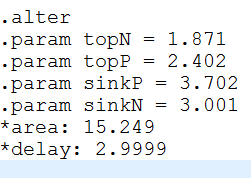 .alter
.param topN = 1.871
.param topP = 2.402
.param sinkP = 3.702
.param sinkN = 3.001
*area: 15.249
*delay: 2.9999